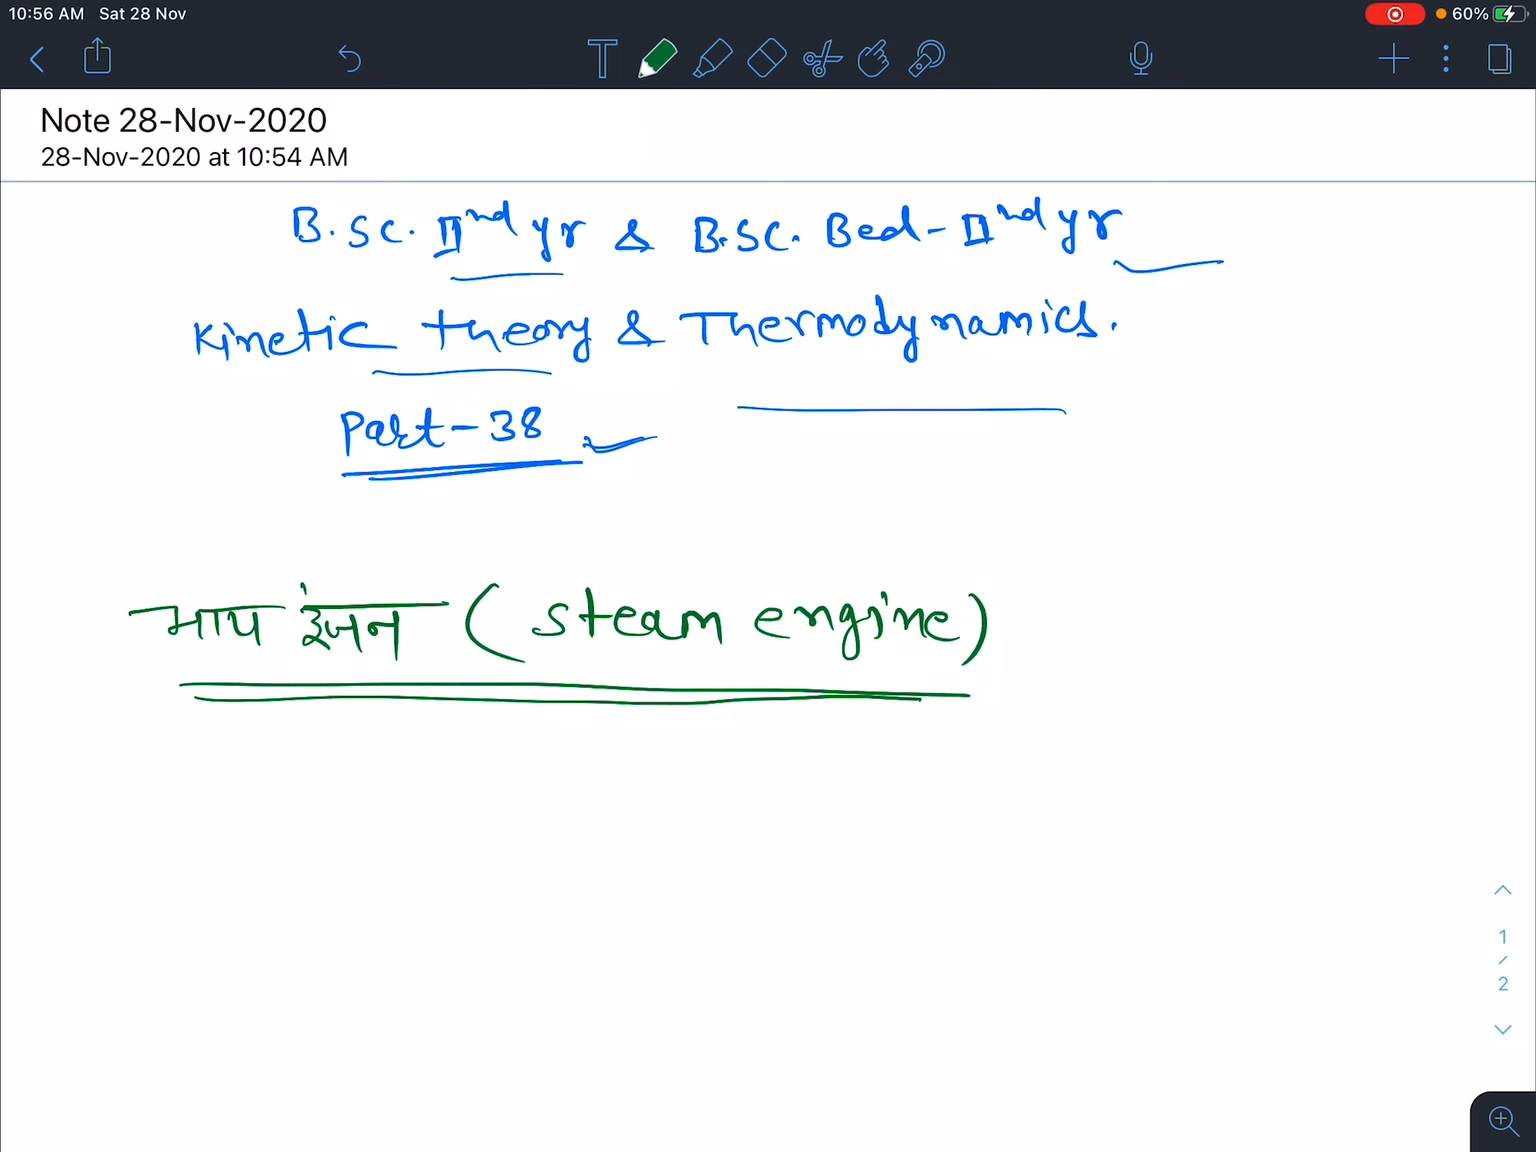 10:56 AM Sat 28 Nov
60%
T
Note 28-Nov-2020
28-Nov-2020 at 10:54 AM
B.Sc. IInd yr & B.Sc. Bed-IInd yr
Kinetic theory & Thermodynamics.
Part-38
भाप इंजन (steam engine)
1
/
2